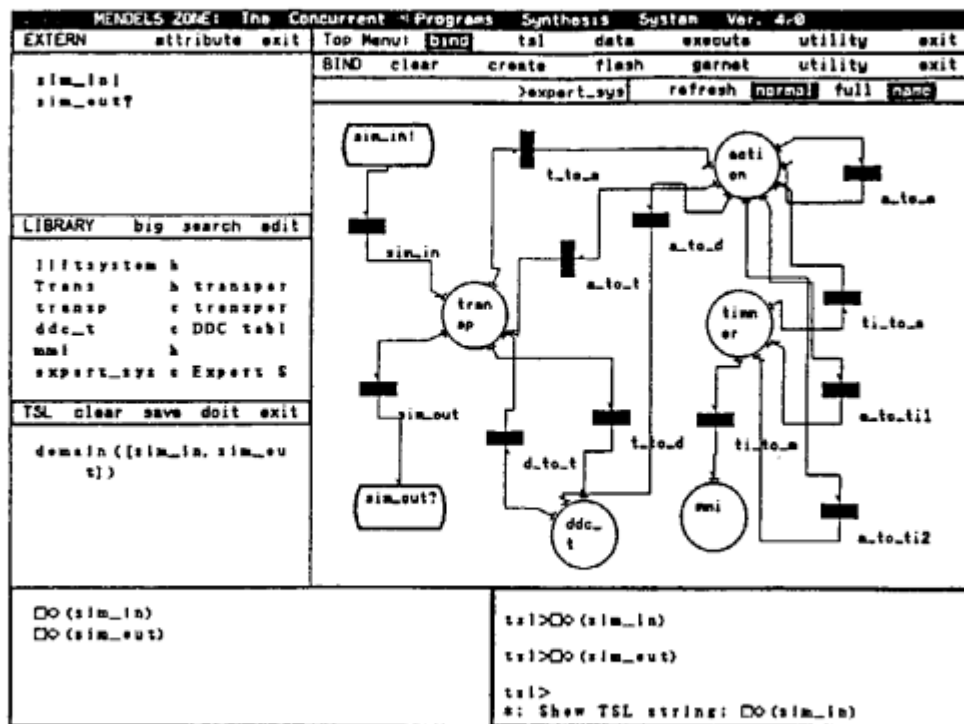 MENDELS ZONE: The Concurrent Programs Synthesis System Ver. 4.0
EXTERN attribute exit
Top Menu: bind tsl data execute utility exit
BIND clear create flash garnet utility exit
>expert_sys refresh normal full name
sim_in!
sim_out?
LIBRARY big search edit
liftsystem h
Trans h transper
transp c transper
ddc_t c DDC tabl
mmi h
expert_sys c Expert S
TSL clear save doit exit
domain([sim_in, sim_ou
t])
sim_in!
sim_in
tran
sp
sim_out
sim_out?
t_to_a
a_to_t
d_to_t
t_to_d
ddc_
t
acti
on
a_to_d
a_to_a
timn
er
ti_to_a
a_to_ti1
ti_to_m
mni
a_to_ti2
□◇(sim_in)
□◇(sim_out)
tsl>□◇(sim_in)
tsl>□◇(sim_out)
tsl>
*: Show TSL string: □◇(sim_in)